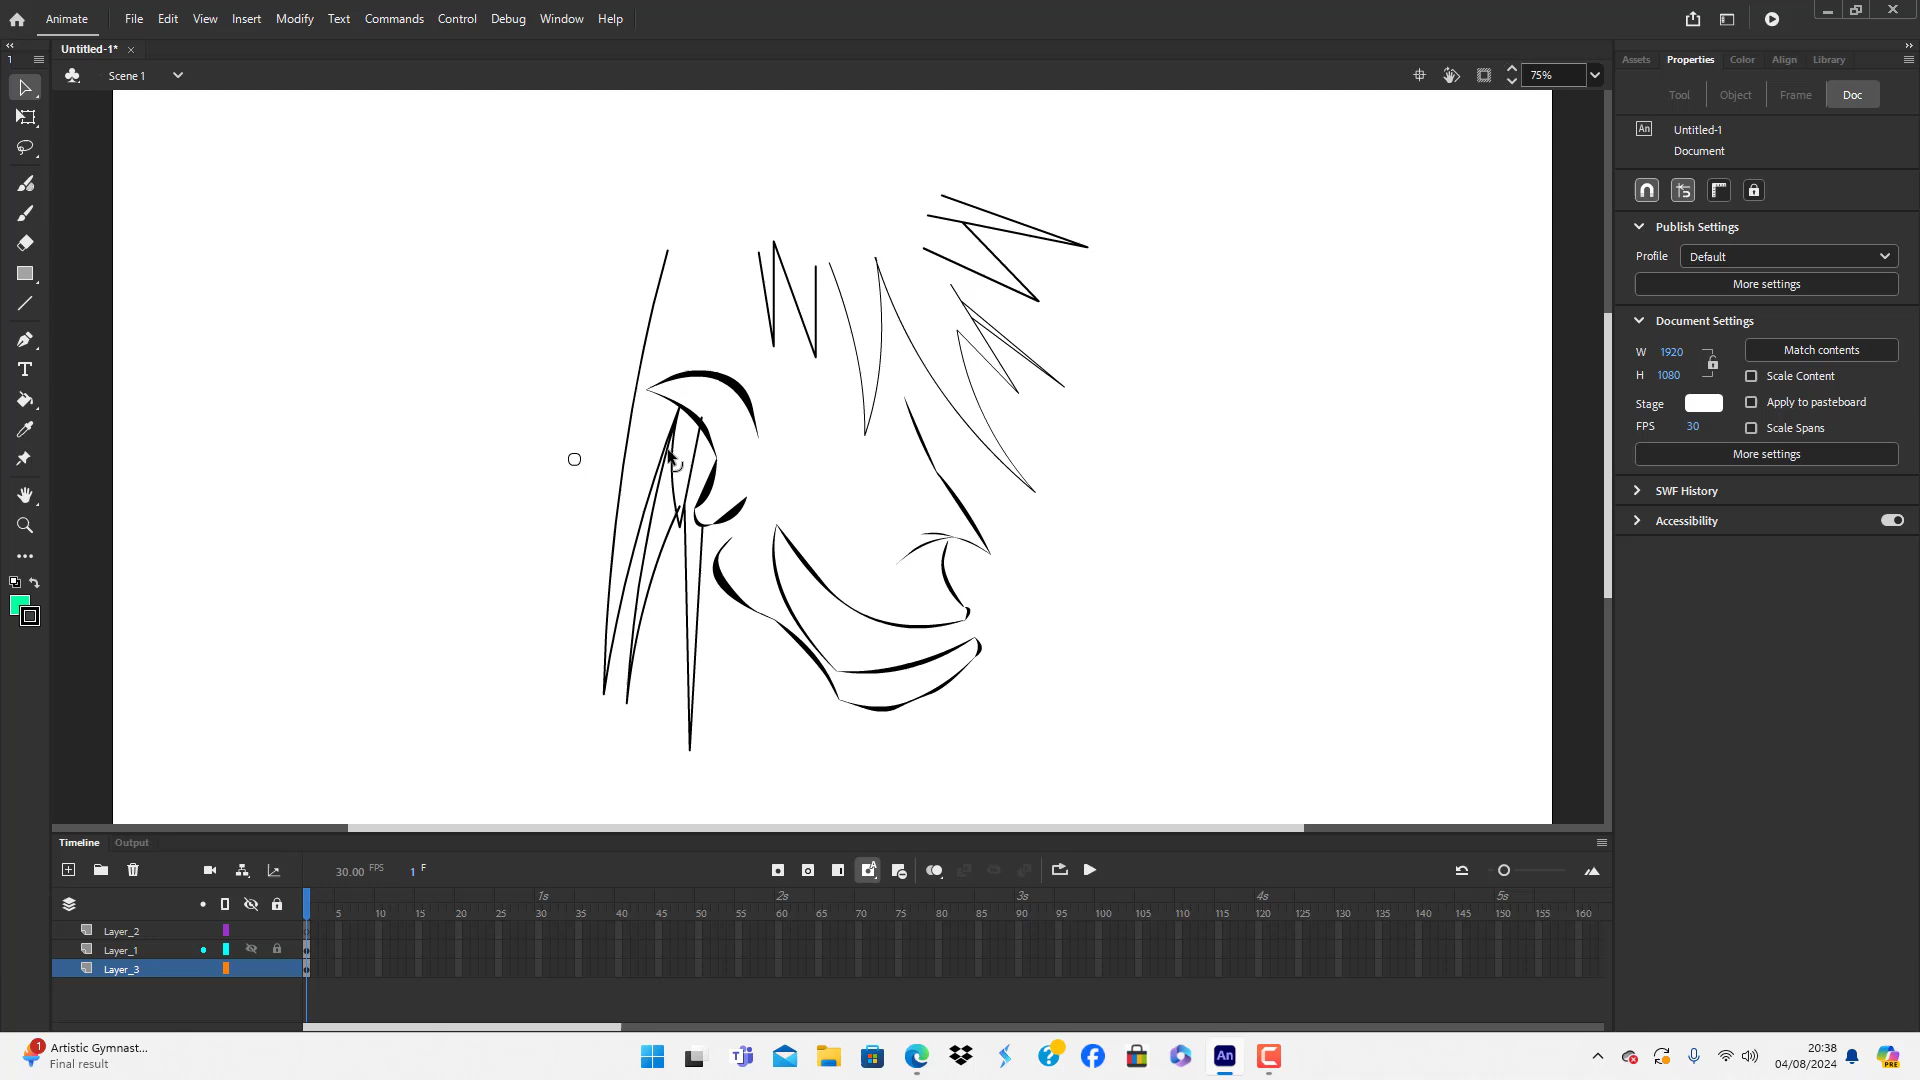 Animate File Edit View Insert Modify Text Commands Control Debug Window Help
Untitled-1*
Scene 1
75%
1
Assets Properties Color Align Library
Tool Object Frame Doc
An Untitled-1
Document
Publish Settings
Profile Default
More settings
Document Settings
W 1920 Match contents
H 1080 Scale Content
Stage Apply to pasteboard
FPS 30 Scale Spans
More settings
SWF History
Accessibility
T
Timeline Output
30.00 FPS 1 F
1s 2s 3s 4s 5s
5 10 15 20 25 30 35 40 45 50 55 60 65 70 75 80 85 90 95 100 105 110 115 120 125 130 135 140 145 150 155 160
Layer_2
Layer_1
Layer_3
1 Artistic Gymnast...
Final result
An
20:38
04/08/2024
PRE